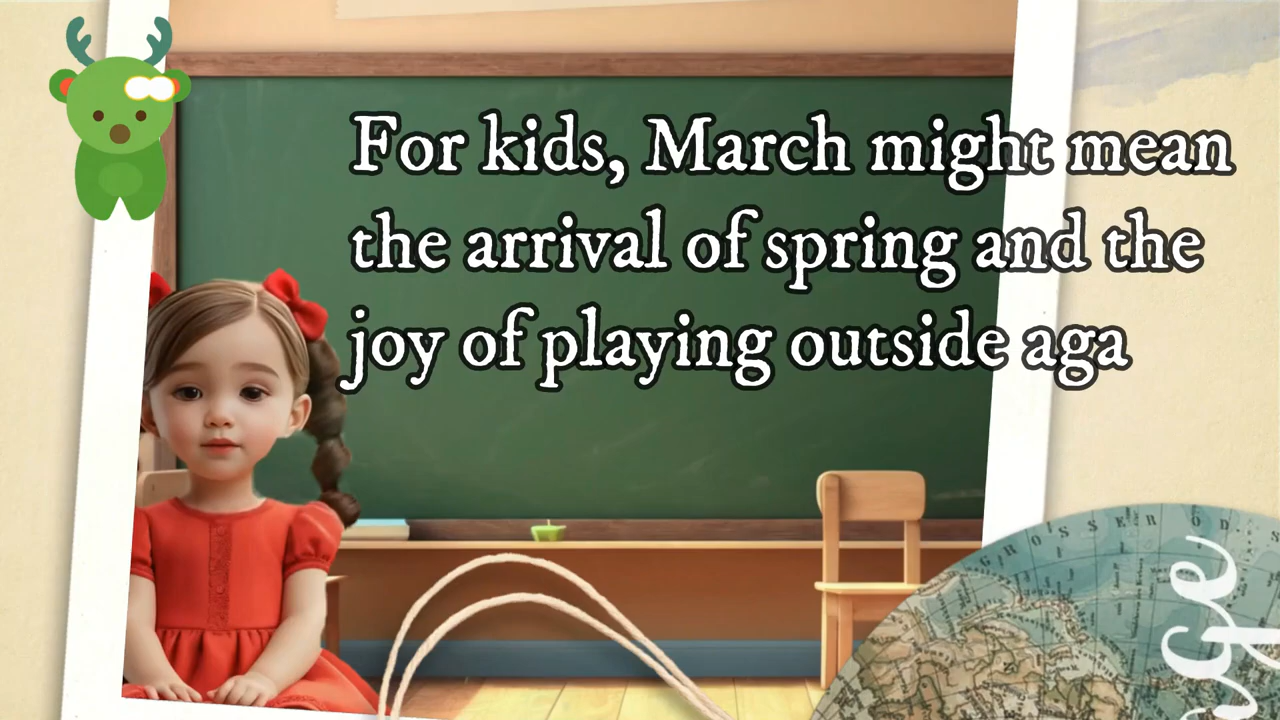 For kids, March might mean
the arrival of spring and the
joy of playing outside aga